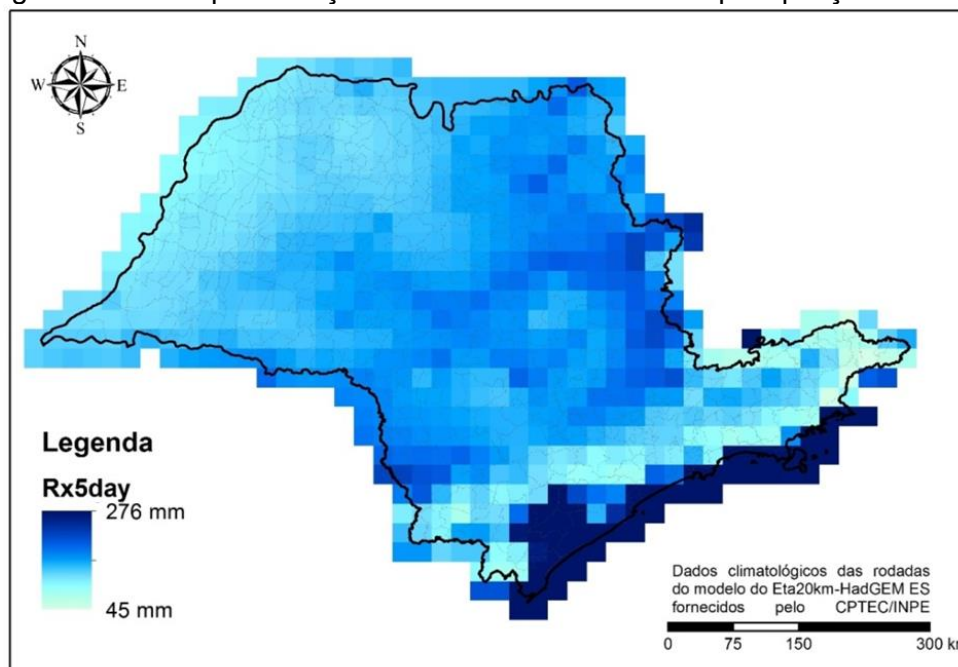 N
W E
S
Legenda
Rx5day
276 mm
45 mm
Dados climatológicos das rodadas
do modelo do Eta20km-HadGEM ES
fornecidos pelo CPTEC/INPE
0 75 150 300 km